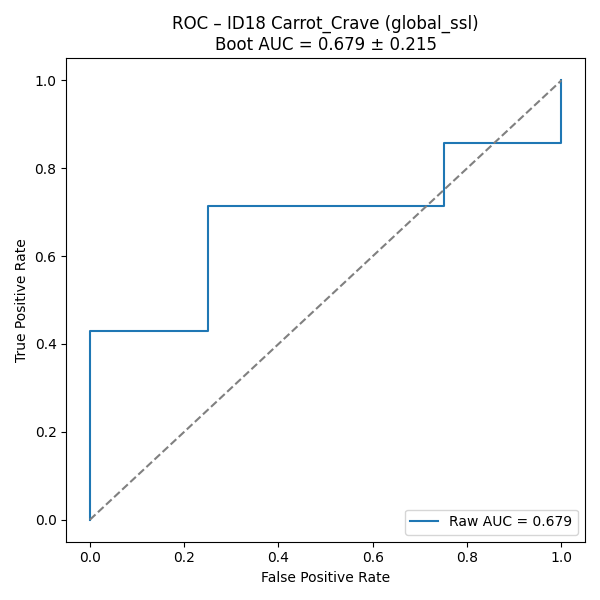 ROC – ID18 Carrot_Crave (global_ssl)
Boot AUC = 0.679 ± 0.215
True Positive Rate
1.0
0.8
0.6
0.4
0.2
0.0
0.0 0.2 0.4 0.6 0.8 1.0
False Positive Rate
Raw AUC = 0.679